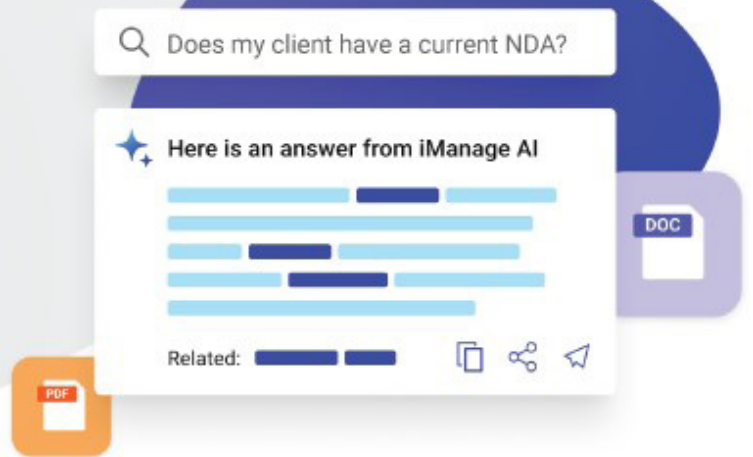 Does my client have a current NDA?
Here is an answer from iManage AI
DOC
Related:
PDF